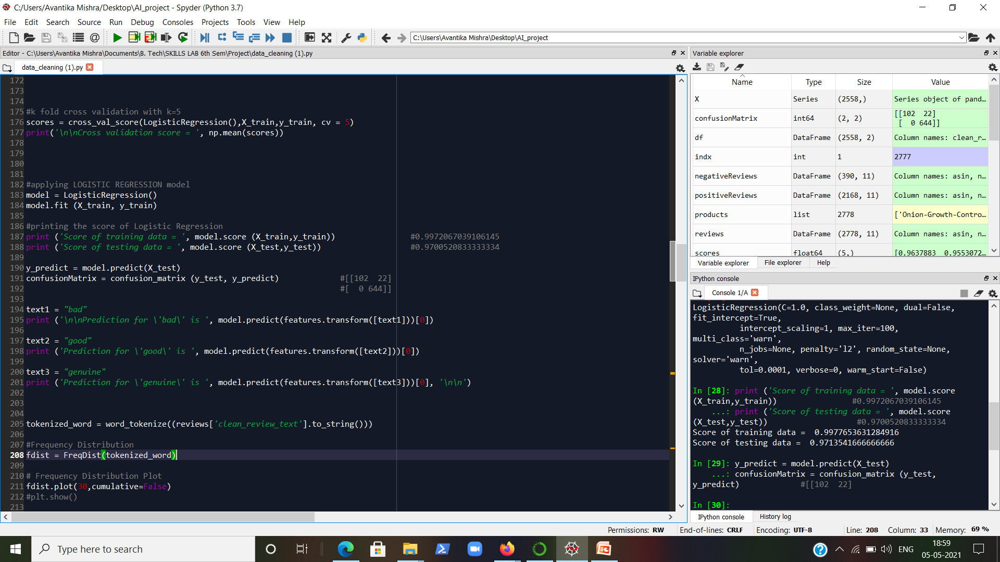 C:/Users/Avantika Mishra/Desktop\AI_project - Spyder (Python 3.7)
File Edit Search Source Run Debug Consoles Projects Tools View Help
C:\Users\Avantika Mishra\Desktop\AI_project
Editor - C:\Users\Avantika Mishra\Documents\B. Tech\SKILLS LAB 6th Sem\Project\data_cleaning (1).py
data_cleaning (1).py
172
173
174
175 #k fold cross validation with k=5
176 scores = cross_val_score(LogisticRegression(),X_train,y_train, cv = 5)
177 print('\n\nCross validation score = ', np.mean(scores))
178
179
180
181
182 #applying LOGISTIC REGRESSION model
183 model = LogisticRegression()
184 model.fit (X_train, y_train)
185
186 #printing the score of Logistic Regression
187 print ('Score of training data = ', model.score (X_train,y_train)) #0.9972067039106145
188 print ('Score of testing data = ', model.score (X_test,y_test)) #0.9700520833333334
189
190 y_predict = model.predict(X_test)
191 confusionMatrix = confusion_matrix (y_test, y_predict) #[[102  22]
192 #[  0 644]]
193
194 text1 = "bad"
195 print ('\n\nPrediction for \'bad\' is ', model.predict(features.transform([text1]))[0])
196
197 text2 = "good"
198 print ('Prediction for \'good\' is ', model.predict(features.transform([text2]))[0])
199
200 text3 = "genuine"
201 print ('Prediction for \'genuine\' is ', model.predict(features.transform([text3]))[0], '\n\n')
202
203
204
205 tokenized_word = word_tokenize((reviews['clean_review_text'].to_string()))
206
207 #Frequency Distribution
208 fdist = FreqDist(tokenized_word)
209
210 # Frequency Distribution Plot
211 fdist.plot(30,cumulative=False)
212 #plt.show()
213
Variable explorer
Name Type Size Value
X Series (2558,) Series object of pand...
confusionMatrix int64 (2, 2) [[102  22]
[  0 644]]
df DataFrame (2558, 2) Column names: clean_r...
indx int 1 2777
negativeReviews DataFrame (390, 11) Column names: asin, n...
positiveReviews DataFrame (2168, 11) Column names: asin, n...
products list 2778 ['Onion-Growth-Contro...
reviews DataFrame (2778, 11) Column names: asin, n...
scores float64 (5,) [0.9637883  0.9553072...
Variable explorer File explorer Help
IPython console
Console 1/A
LogisticRegression(C=1.0, class_weight=None, dual=False,
fit_intercept=True,
intercept_scaling=1, max_iter=100,
multi_class='warn',
n_jobs=None, penalty='l2', random_state=None,
solver='warn',
tol=0.0001, verbose=0, warm_start=False)
In [28]: print ('Score of training data = ', model.score
(X_train,y_train)) #0.9972067039106145
...: print ('Score of testing data = ', model.score
(X_test,y_test)) #0.9700520833333334
Score of training data =  0.9977653631284916
Score of testing data =  0.9713541666666666
In [29]: y_predict = model.predict(X_test)
...: confusionMatrix = confusion_matrix (y_test,
y_predict) #[[102  22]
In [30]:
IPython console History log
Permissions: RW End-of-lines: CRLF Encoding: UTF-8 Line: 208 Column: 33 Memory: 69 %
Type here to search
ENG
18:59
05-05-2021